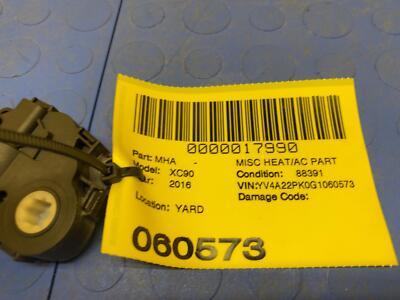 0000017990
Part: MHA - MISC HEAT/AC PART
Model: XC90 Condition: 88391
ar: 2016 VIN:YV4A22PK0G1060573
Damage Code:
Location: YARD
060573